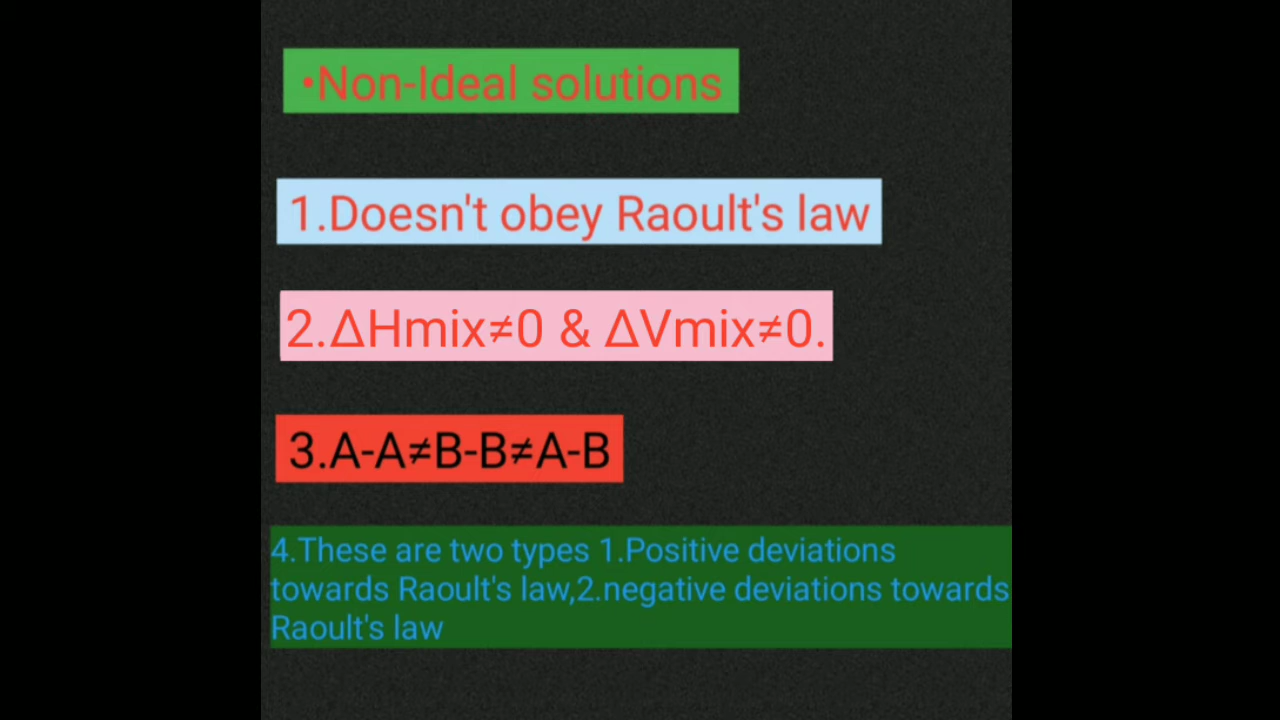 •Non-Ideal solutions
1.Doesn't obey Raoult's law
2.ΔHmix≠0 & ΔVmix≠0.
3.A-A≠B-B≠A-B
4.These are two types 1.Positive deviations
towards Raoult's law,2.negative deviations towards
Raoult's law